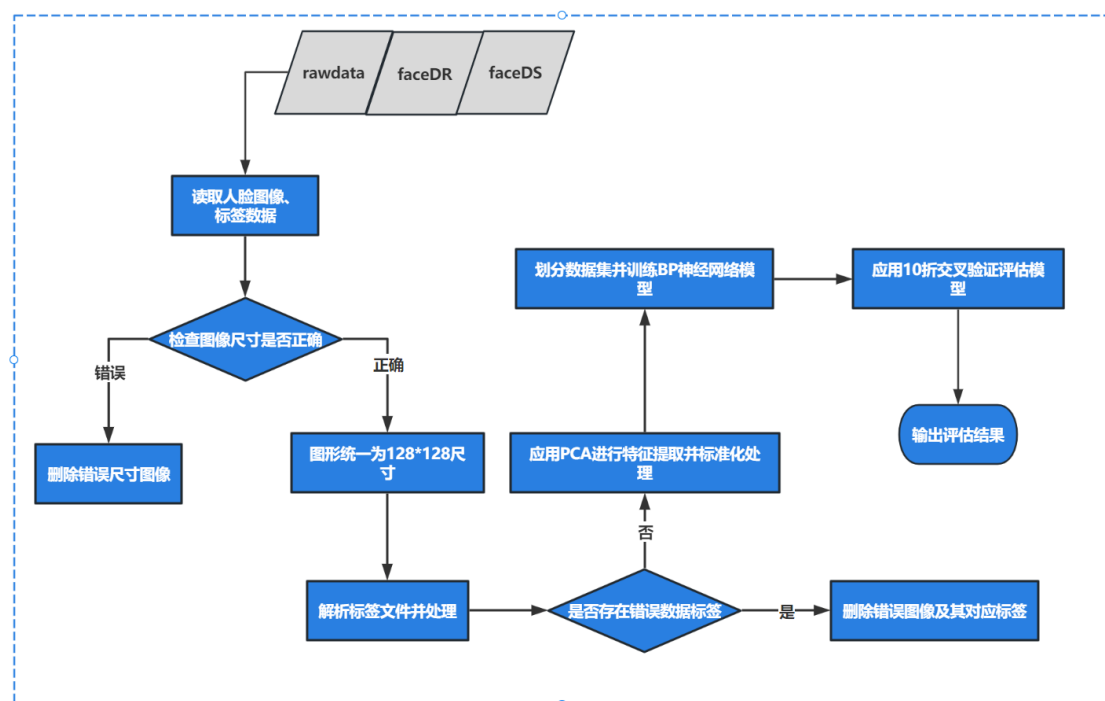 rawdata
faceDR
faceDS
读取人脸图像、
标签数据
检查图像尺寸是否正确
错误
正确
删除错误尺寸图像
图形统一为128*128尺
寸
解析标签文件并处理
是否存在错误数据标签
是
删除错误图像及其对应标签
否
应用PCA进行特征提取并标准化处
理
划分数据集并训练BP神经网络模
型
应用10折交叉验证评估模
型
输出评估结果